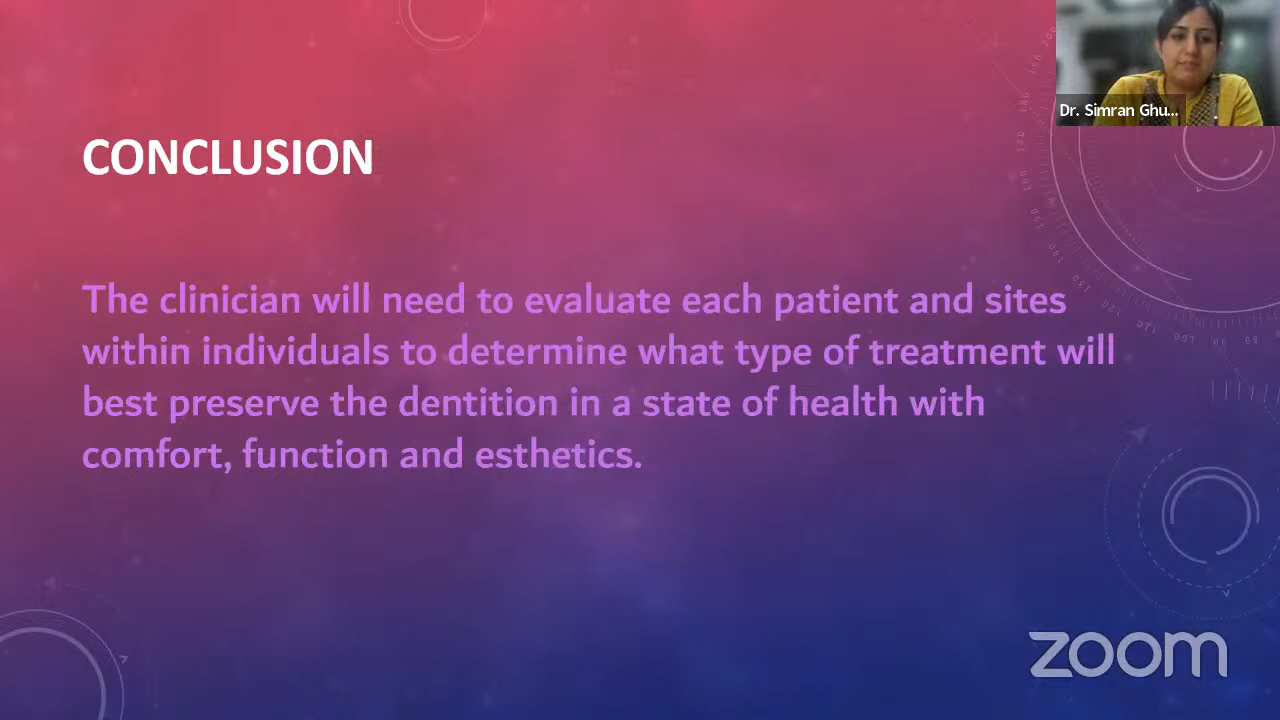 Dr. Simran Ghu...
CONCLUSION
The clinician will need to evaluate each patient and sites
within individuals to determine what type of treatment will
best preserve the dentition in a state of health with
comfort, function and esthetics.
zoom